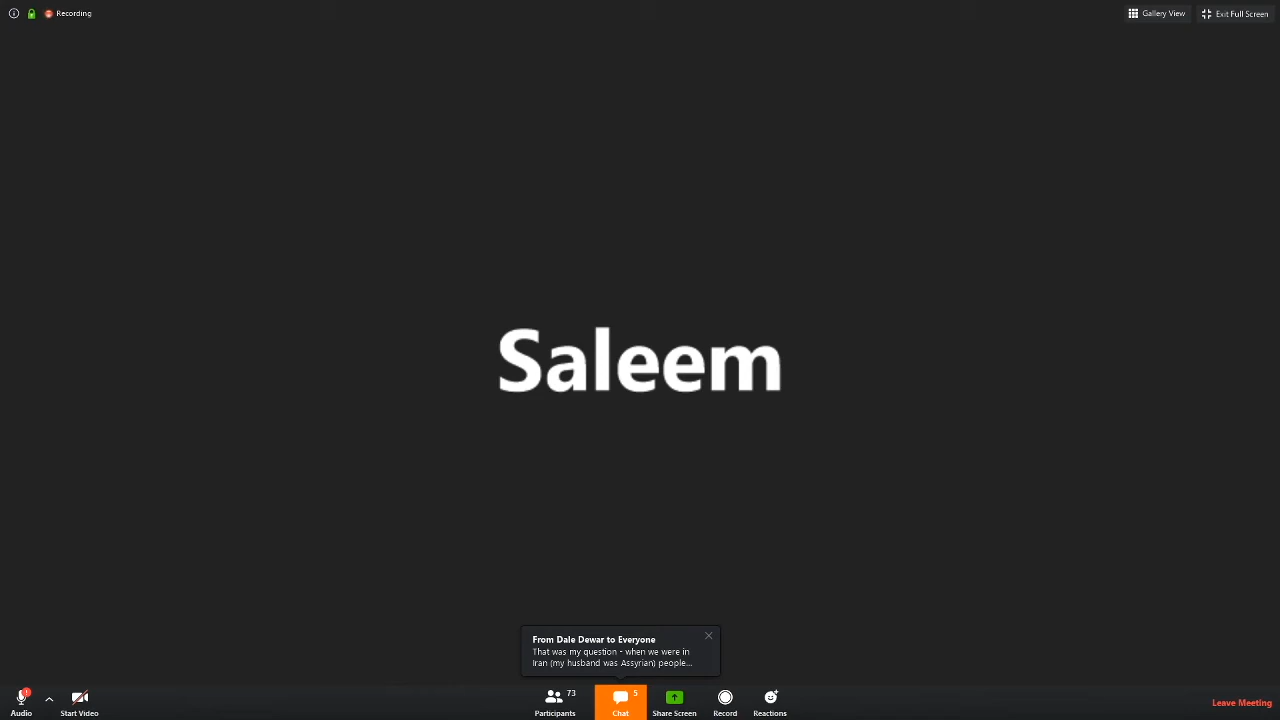 Recording
Gallery View
Exit Full Screen
Saleem
From Dale Dewar to Everyone
That was my question - when we were in
Iran (my husband was Assyrian) people...
Audio
Start Video
Participants
73
Chat
5
Share Screen
Record
Reactions
Leave Meeting